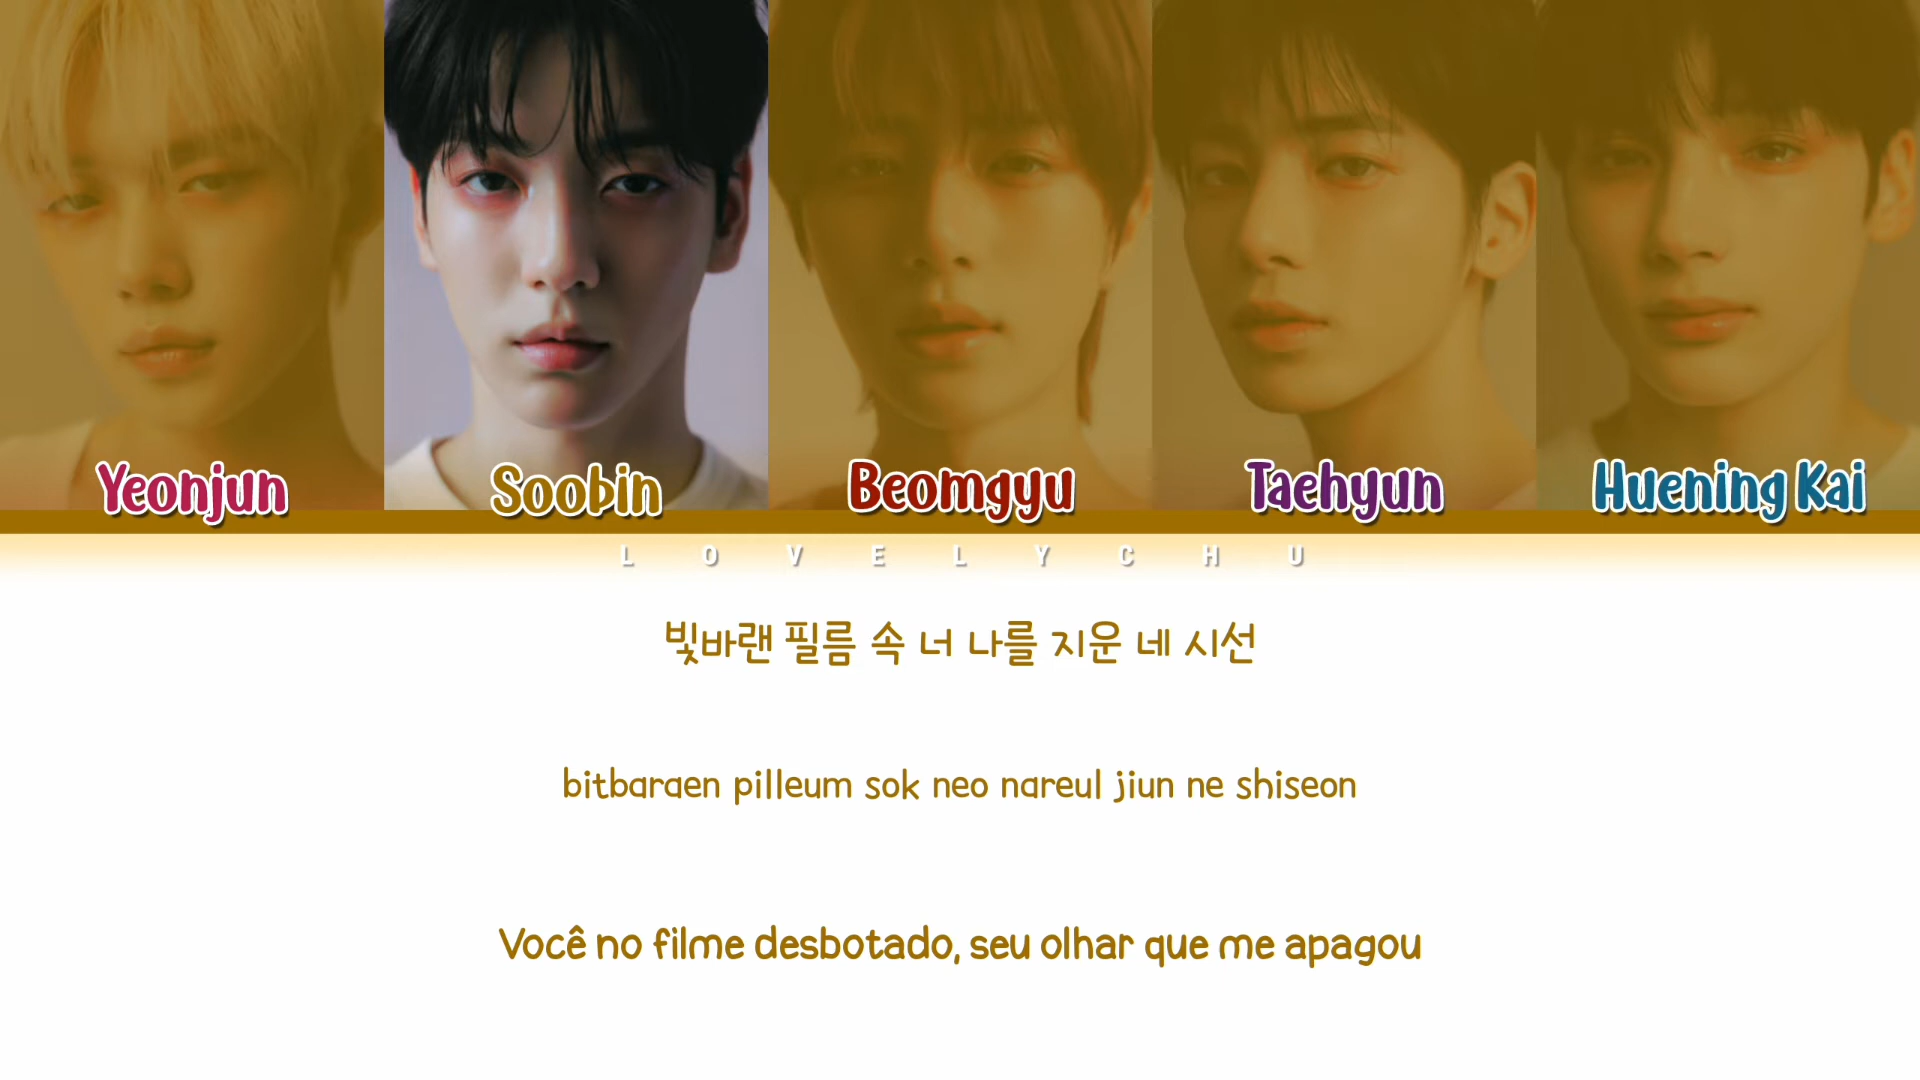 Yeonjun Soobin Beomgyu Taehyun Huening Kai
LOVELYCHU
빛바랜 필름 속 너 나를 지운 네 시선
bitbaraen pilleum sok neo nareul jiun ne shiseon
Você no filme desbotado, seu olhar que me apagou